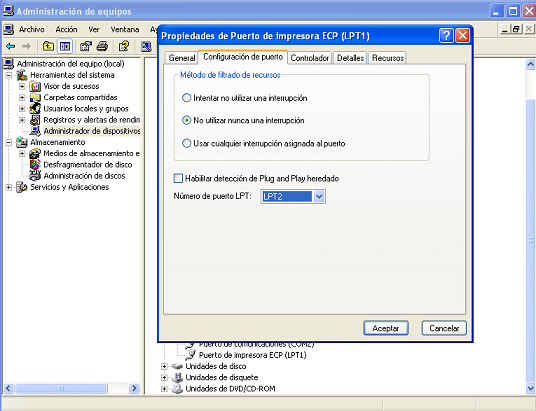 Administración de equipos
Archivo Acción Ver Ventana
Administración del equipo (local)
Herramientas del sistema
Visor de sucesos
Carpetas compartidas
Usuarios locales y grupos
Registros y alertas de rendim
Administrador de dispositivos
Almacenamiento
Medios de almacenamiento e
Desfragmentador de disco
Administración de discos
Servicios y Aplicaciones
Propiedades de Puerto de impresora ECP (LPT1)
General Configuración de puerto Controlador Detalles Recursos
Método de filtrado de recursos
Intentar no utilizar una interrupción
No utilizar nunca una interrupción
Usar cualquier interrupción asignada al puerto
Habilitar detección de Plug and Play heredado
Número de puerto LPT: LPT2
Aceptar Cancelar
Puerto de comunicaciones (COM2)
Puerto de impresora ECP (LPT1)
Unidades de disco
Unidades de disquete
Unidades de DVD/CD-ROM